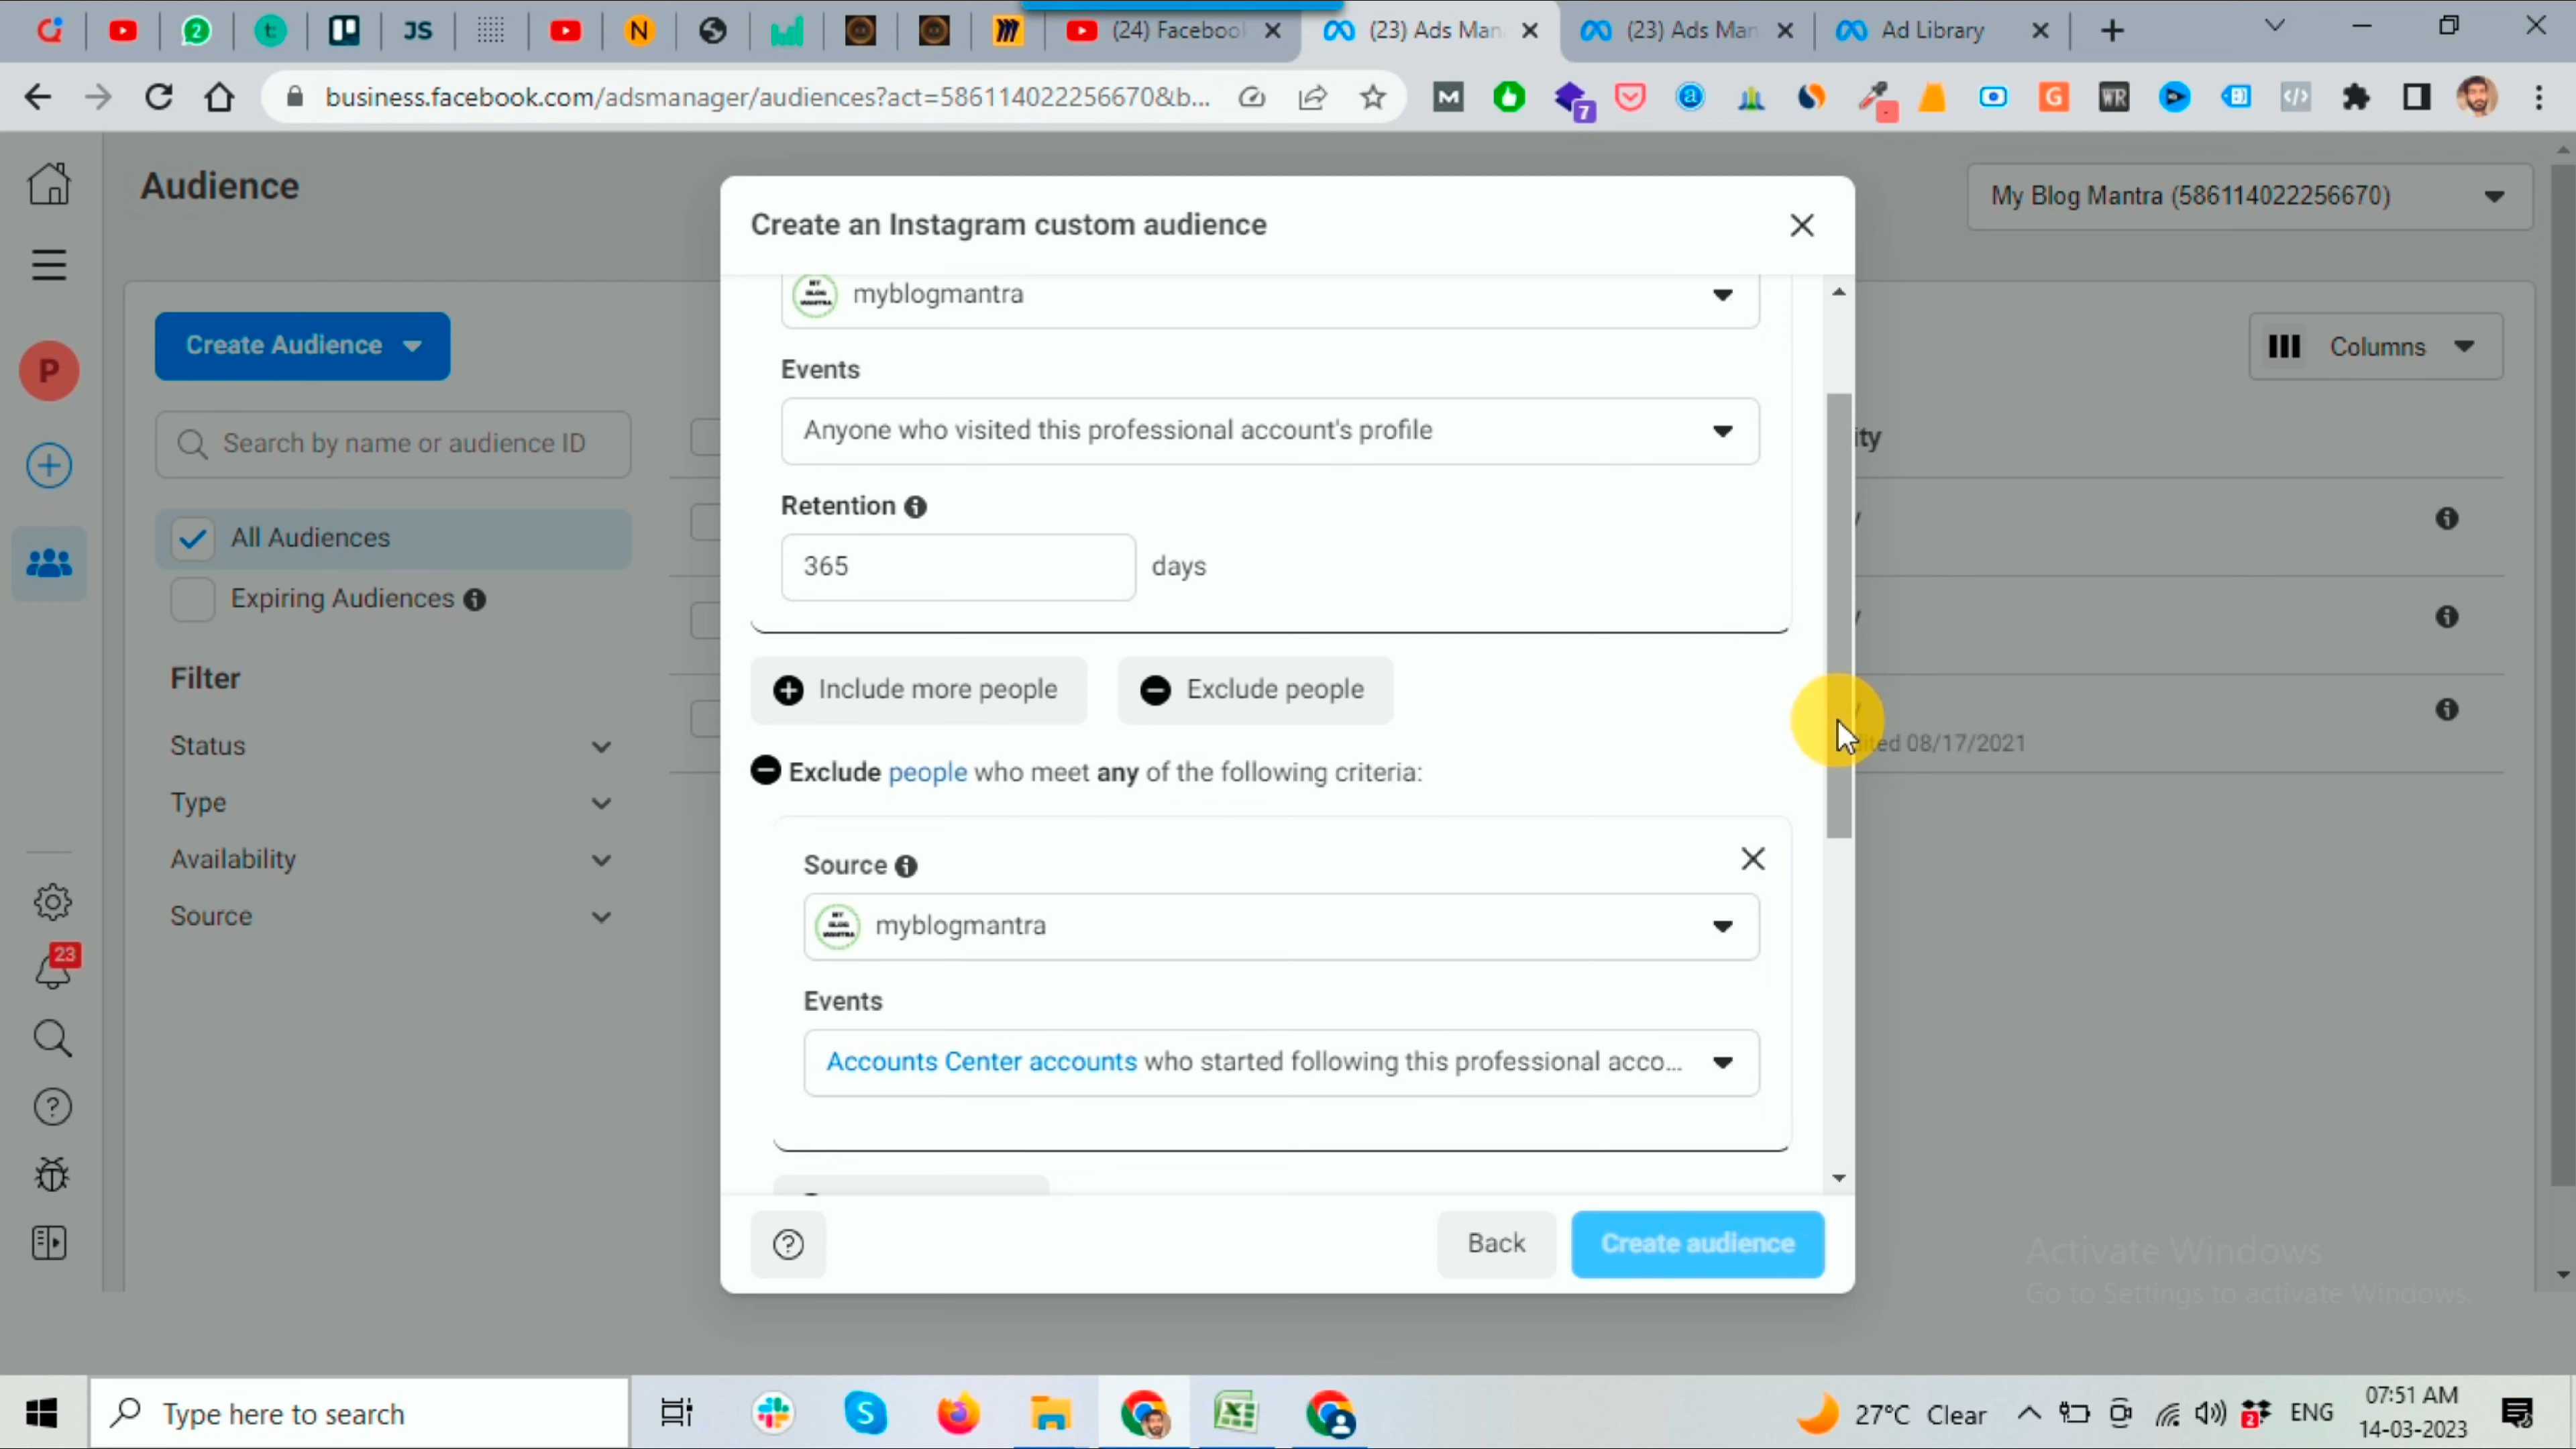 (24) Facebook
(23) Ads Man
(23) Ads Man
Ad Library
business.facebook.com/adsmanager/audiences?act=586114022256670&b...
Audience
My Blog Mantra (586114022256670)
Create an Instagram custom audience
myblogmantra
Create Audience
Columns
Events
Anyone who visited this professional account's profile
Search by name or audience ID
ity
Retention
365
days
All Audiences
Expiring Audiences
Filter
Include more people
Exclude people
Status
ited 08/17/2021
Exclude people who meet any of the following criteria:
Type
Source
Availability
myblogmantra
Source
23
Events
Accounts Center accounts who started following this professional acco...
Back
Create audience
Activate Windows
Go to Settings to activate Windows.
Type here to search
27°C Clear
ENG
07:51 AM
14-03-2023